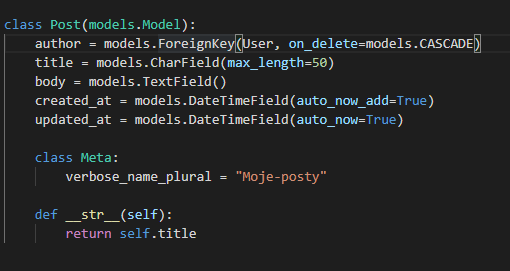 class Post(models.Model):
    author = models.ForeignKey(User, on_delete=models.CASCADE)
    title = models.CharField(max_length=50)
    body = models.TextField()
    created_at = models.DateTimeField(auto_now_add=True)
    updated_at = models.DateTimeField(auto_now=True)

    class Meta:
        verbose_name_plural = "Moje-posty"

    def __str__(self):
        return self.title